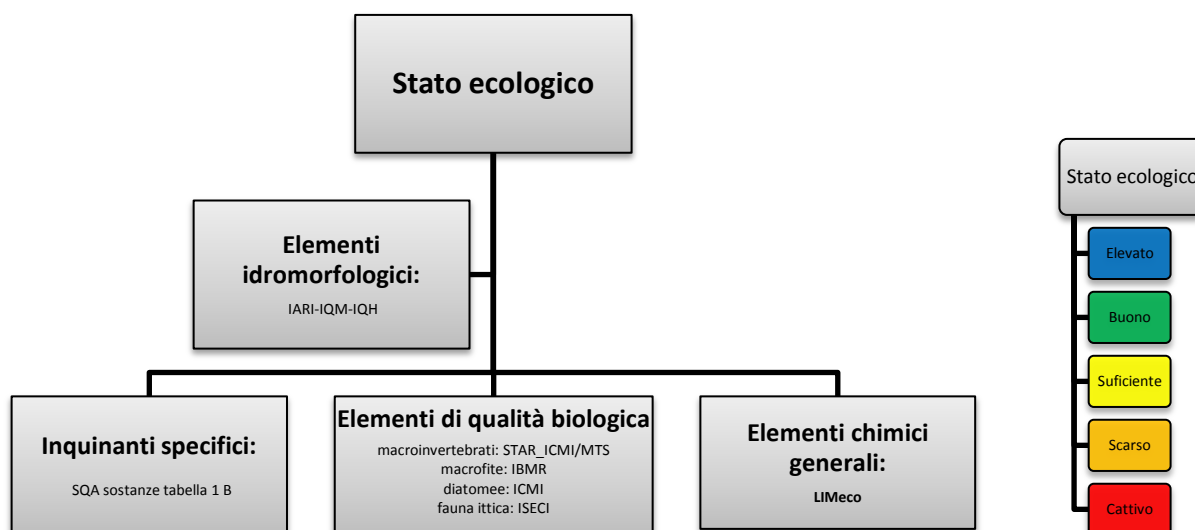 Stato ecologico
Elementi
idromorfologici:
IARI-IQM-IQH
Inquinanti specifici:
SQA sostanze tabella 1 B
Elementi di qualità biologica
macroinvertebrati: STAR_ICMI/MTS
macrofite: IBMR
diatomee: ICMI
fauna ittica: ISECI
Elementi chimici
generali:
LIMeco
Stato ecologico
Elevato
Buono
Suficiente
Scarso
Cattivo